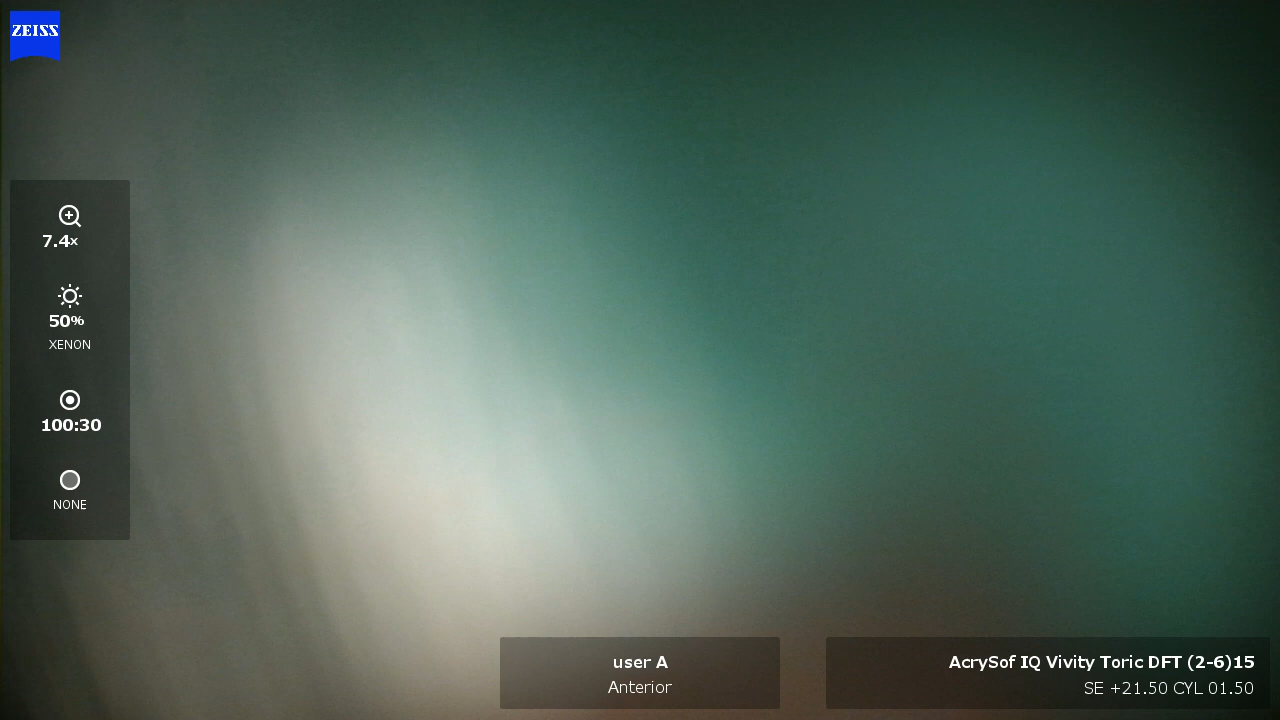 ZEISS
7.4x
50%
XENON
100:30
NONE
user A
Anterior
AcrySof IQ Vivity Toric DFT (2-6)15
SE +21.50 CYL 01.50